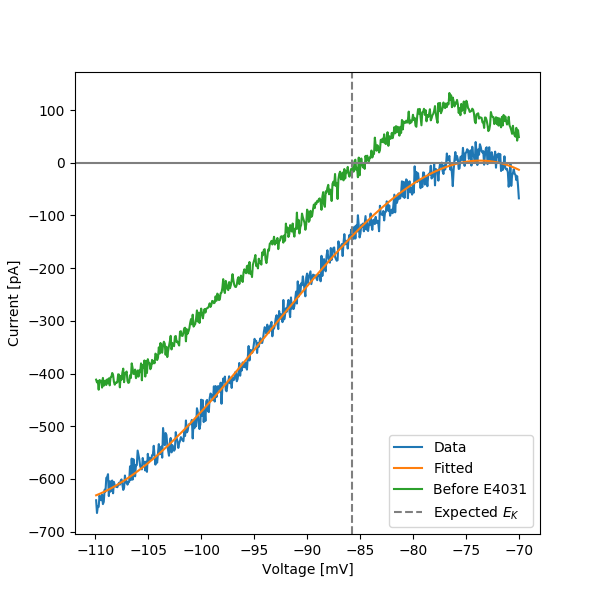 100
0
−100
−200
−300
−400
−500
−600
−700
Current [pA]
−110 −105 −100 −95 −90 −85 −80 −75 −70
Voltage [mV]
Data
Fitted
Before E4031
Expected E_K